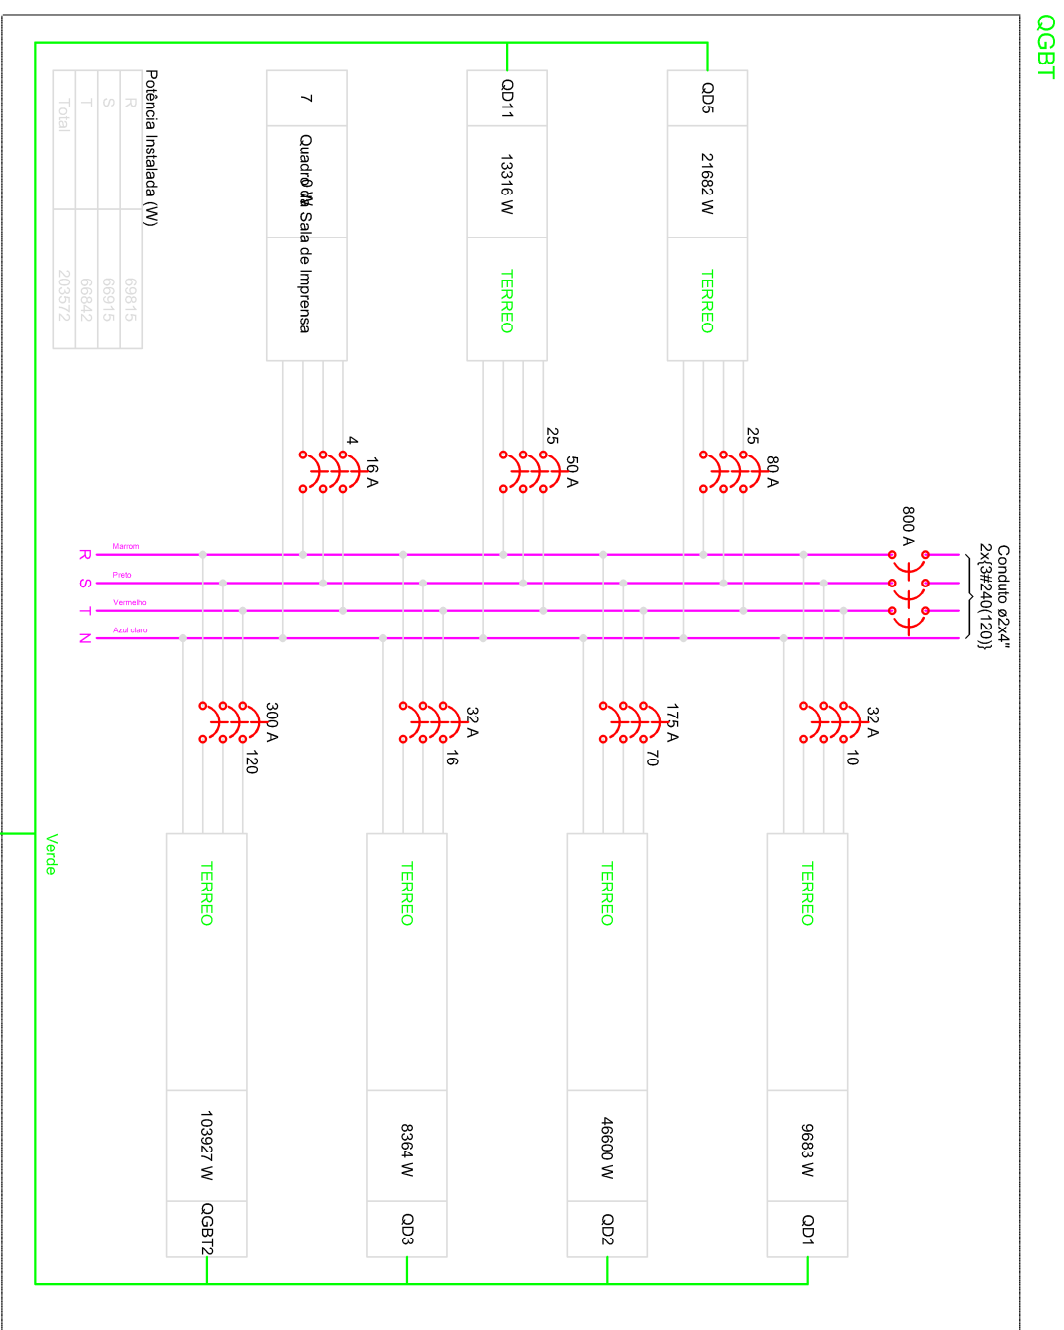 QGBT
Conduto ø2x4"
2x{3#240(120)}
800 A
QD5
21682 W
TERREO
25
80 A
QD11
13316 W
TERREO
25
50 A
7
Quadro da Sala de Imprensa
0 W
4
16 A
R
Marrom
S
Preto
T
Vermelho
N
Azul claro
32 A
10
TERREO
9683 W
QD1
175 A
70
TERREO
46600 W
QD2
32 A
16
TERREO
8364 W
QD3
300 A
120
TERREO
103927 W
QGBT2
Potência Instalada (W)
R 69815
S 66915
T 66842
Total 203572
Verde